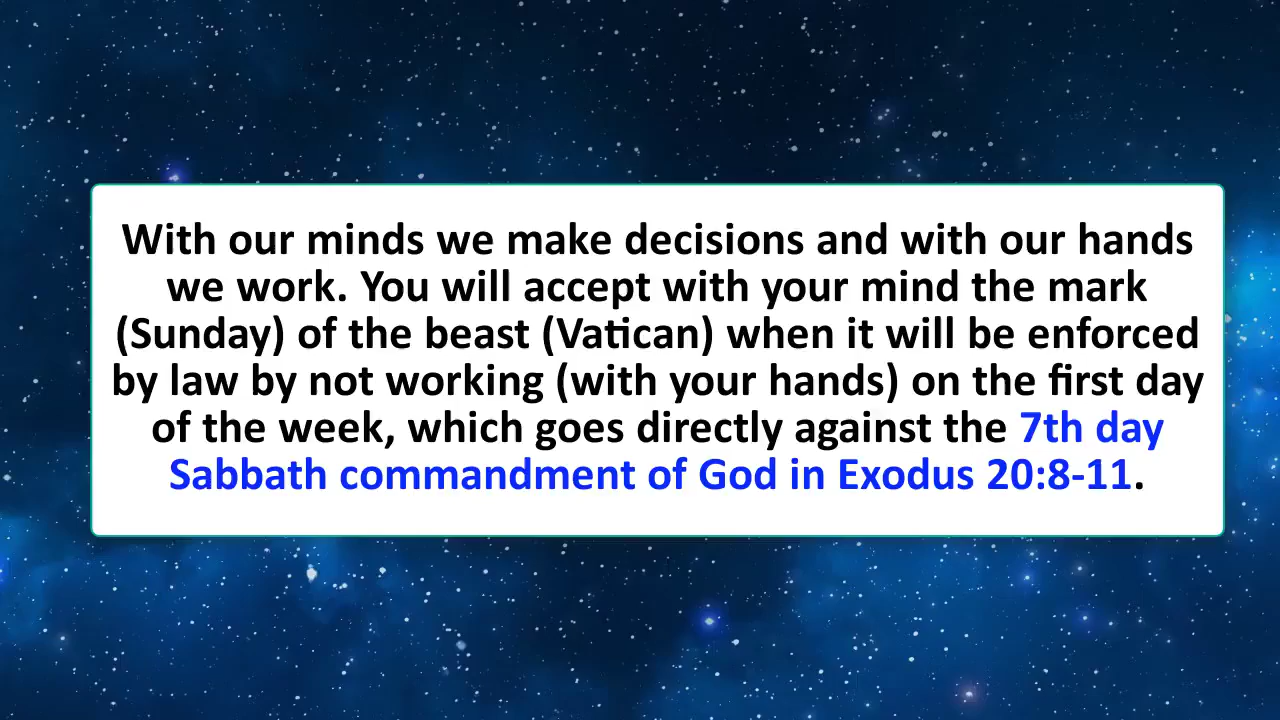 With our minds we make decisions and with our hands
we work. You will accept with your mind the mark
(Sunday) of the beast (Vatican) when it will be enforced
by law by not working (with your hands) on the first day
of the week, which goes directly against the 7th day
Sabbath commandment of God in Exodus 20:8-11.